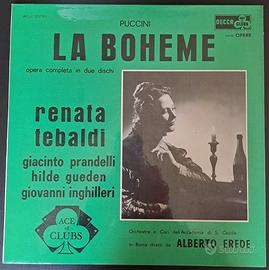 PUCCINI
DECCA
serie OPERE
LA BOHEME
opera completa in due dischi
renata
tebaldi
giacinto prandelli
hilde gueden
giovanni inghilleri
ACE
of
CLUBS
Orchestra e Cori dell'Accademia di S. Cecilia
in Roma diretti da ALBERTO EREDE